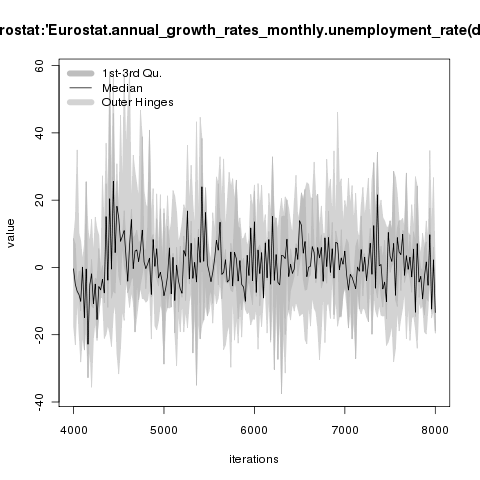 rostat:'Eurostat.annual_growth_rates_monthly.unemployment_rate(d
1st-3rd Qu.
Median
Outer Hinges
60
40
20
0
-20
-40
value
4000 5000 6000 7000 8000
iterations